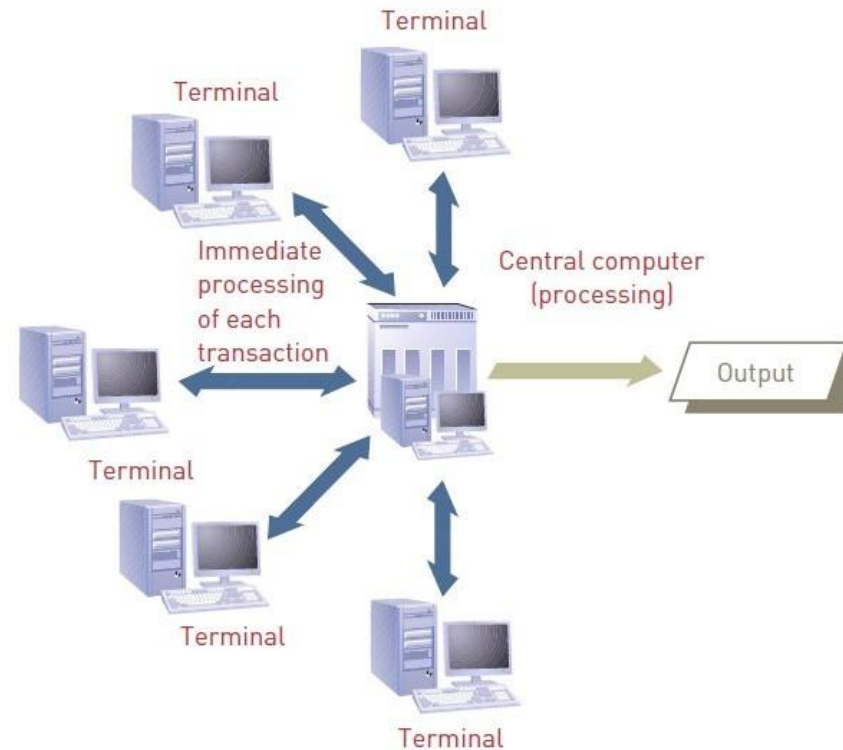 Terminal
Terminal
Immediate
processing
of each
transaction
Central computer
(processing)
Output
Terminal
Terminal
Terminal